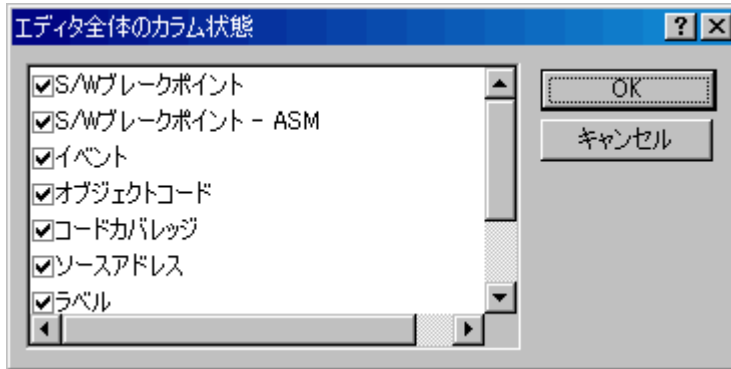 エディタ全体のカラム状態
S/Wブレークポイント
S/Wブレークポイント - ASM
イベント
オブジェクトコード
コードカバレッジ
ソースアドレス
ラベル
OK
キャンセル